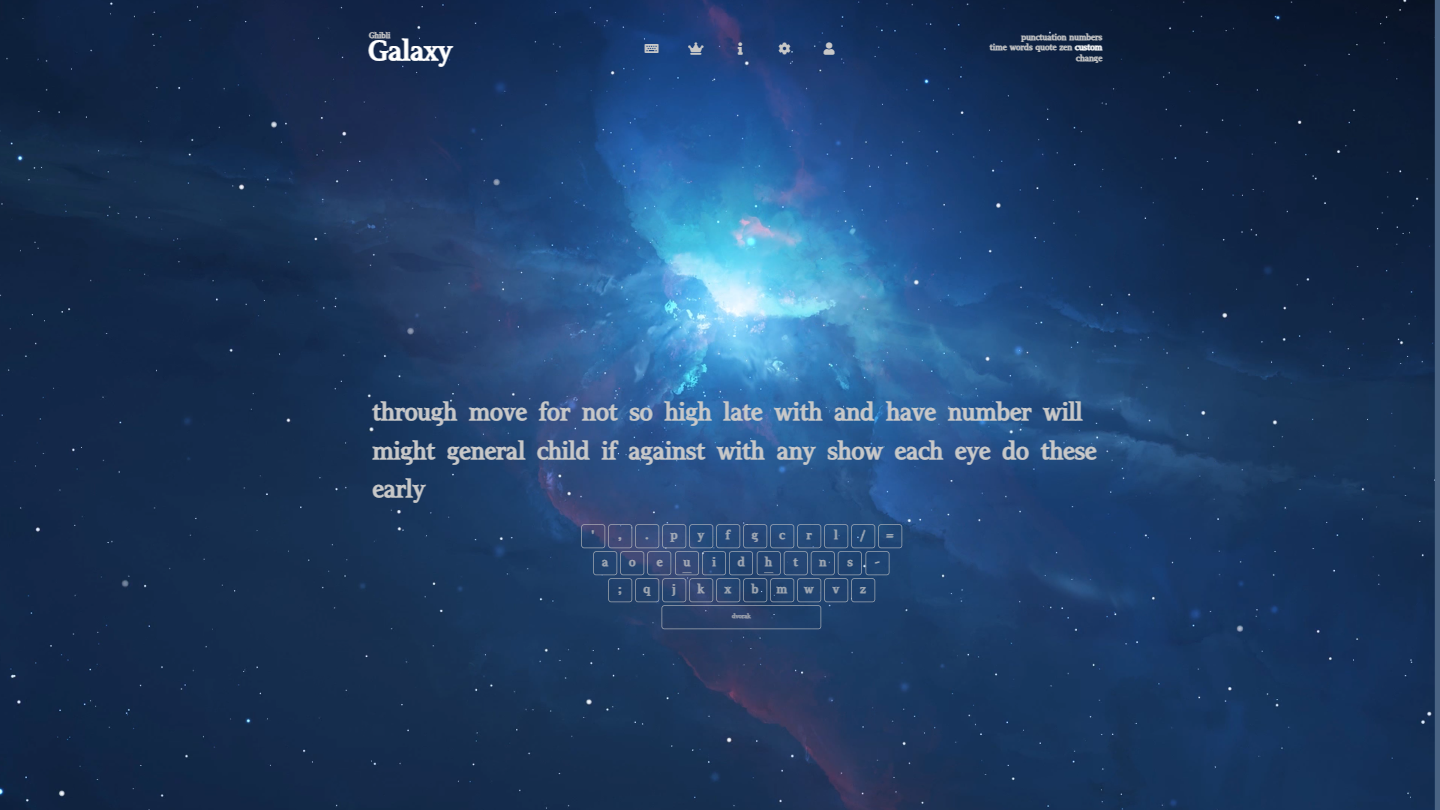 Ghibli
Galaxy
punctuation numbers
time words quote zen custom
change
through move for not so high late with and have number will
might general child if against with any show each eye do these
early
' , . p y f g c r l / =
a o e u i d h t n s -
; q j k x b m w v z
dvorak